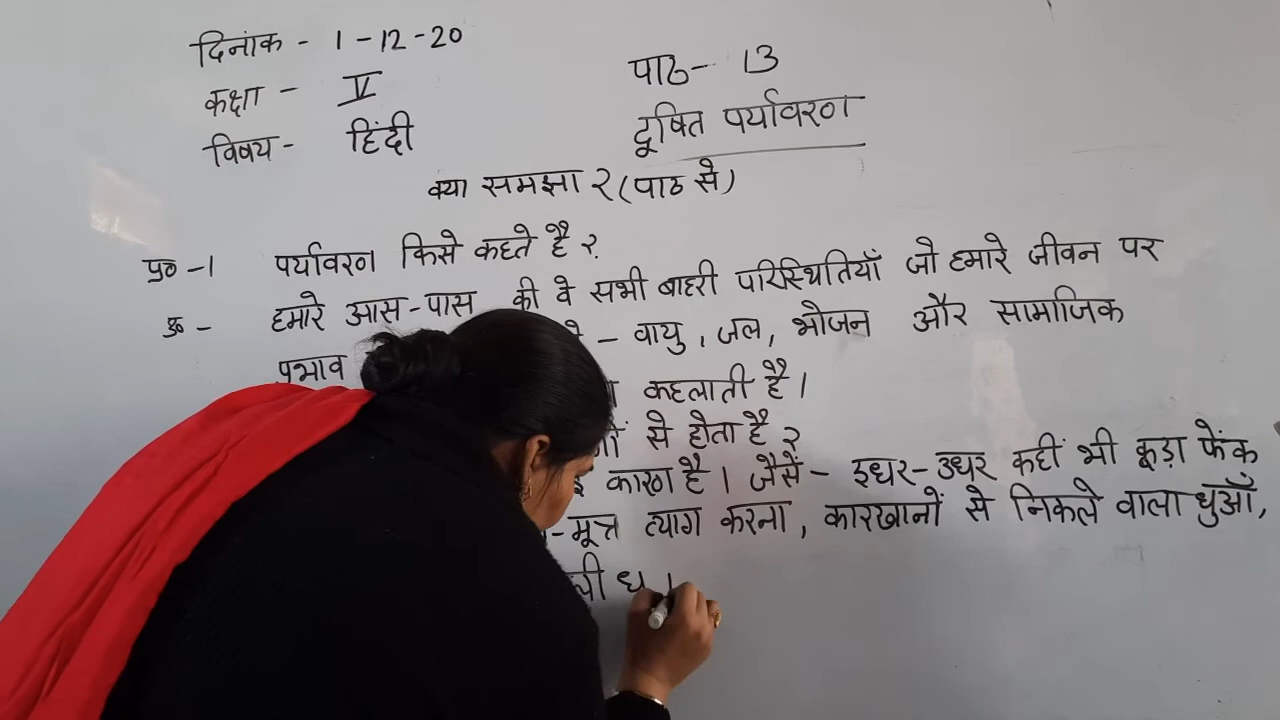 दिनांक - 1-12-20
कक्षा - V
विषय - हिंदी
पाठ- 13
दूषित पर्यावरण
क्या समझा ? (पाठ से)
प्र०-1 पर्यावरण किसे कहते है ?
उ०- हमारे आस-पास की वे सभी बाहरी परिस्थितियाँ जो हमारे जीवन पर
प्रभाव - वायु, जल, भोजन और सामाजिक
कहलाती है।
से होता है ?
कारण है। जैसें- इधर-उधर कहीं भी कूड़ा फेंक
-मूत्र त्याग करना, कारखानों से निकले वाला धुआँ,